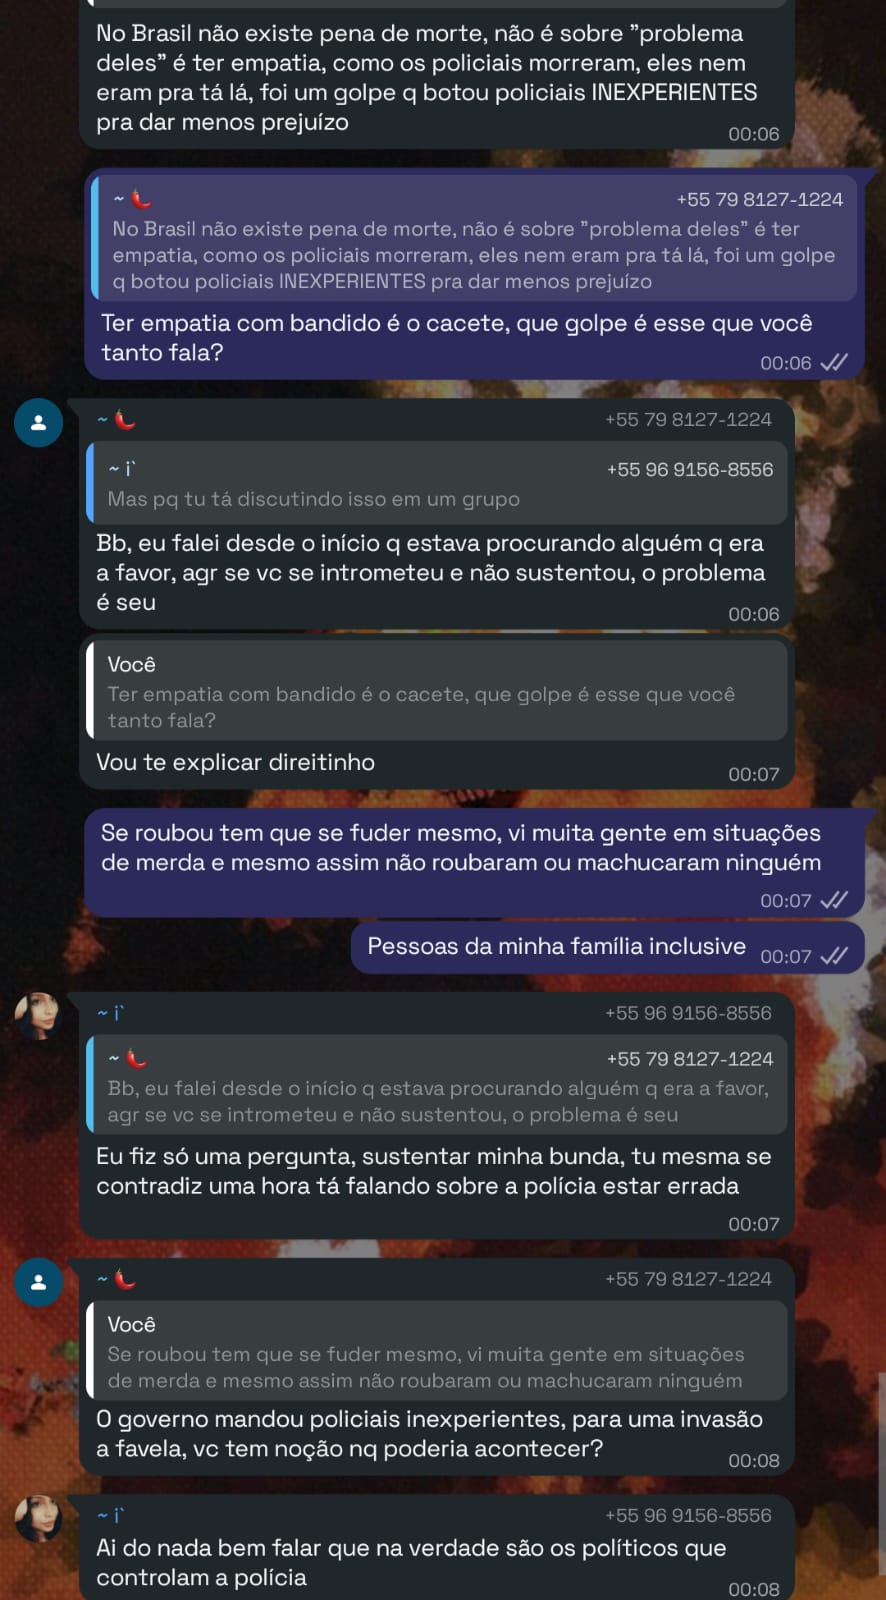 No Brasil não existe pena de morte, não é sobre "problema
deles" é ter empatia, como os policiais morreram, eles nem
eram pra tá lá, foi um golpe q botou policiais INEXPERIENTES
pra dar menos prejuízo
00:06
~ 🌶️ +55 79 8127-1224
No Brasil não existe pena de morte, não é sobre "problema deles" é ter
empatia, como os policiais morreram, eles nem eram pra tá lá, foi um golpe
q botou policiais INEXPERIENTES pra dar menos prejuízo
Ter empatia com bandido é o cacete, que golpe é esse que você
tanto fala?
00:06
~ 🌶️ +55 79 8127-1224
~ i` +55 96 9156-8556
Mas pq tu tá discutindo isso em um grupo
Bb, eu falei desde o início q estava procurando alguém q era
a favor, agr se vc se intrometeu e não sustentou, o problema
é seu
00:06
Você
Ter empatia com bandido é o cacete, que golpe é esse que você
tanto fala?
Vou te explicar direitinho
00:07
Se roubou tem que se fuder mesmo, vi muita gente em situações
de merda e mesmo assim não roubaram ou machucaram ninguém
00:07
Pessoas da minha família inclusive 00:07
~ i` +55 96 9156-8556
~ 🌶️ +55 79 8127-1224
Bb, eu falei desde o início q estava procurando alguém q era a favor,
agr se vc se intrometeu e não sustentou, o problema é seu
Eu fiz só uma pergunta, sustentar minha bunda, tu mesma se
contradiz uma hora tá falando sobre a polícia estar errada
00:07
~ 🌶️ +55 79 8127-1224
Você
Se roubou tem que se fuder mesmo, vi muita gente em situações
de merda e mesmo assim não roubaram ou machucaram ninguém
O governo mandou policiais inexperientes, para uma invasão
a favela, vc tem noção nq poderia acontecer?
00:08
~ i` +55 96 9156-8556
Ai do nada bem falar que na verdade são os políticos que
controlam a polícia
00:08